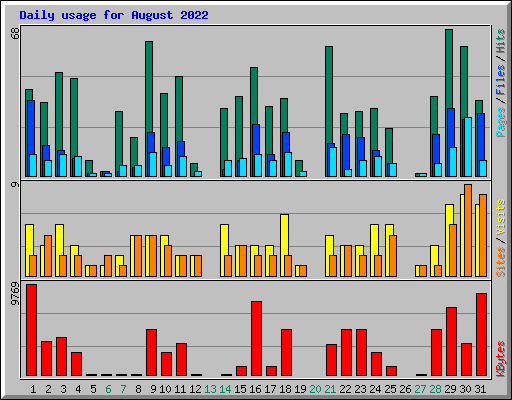 Daily usage for August 2022
68
Pages / Files / Hits
9
Sites / Visits
9769
KBytes
1 2 3 4 5 6 7 8 9 10 11 12 13 14 15 16 17 18 19 20 21 22 23 24 25 26 27 28 29 30 31